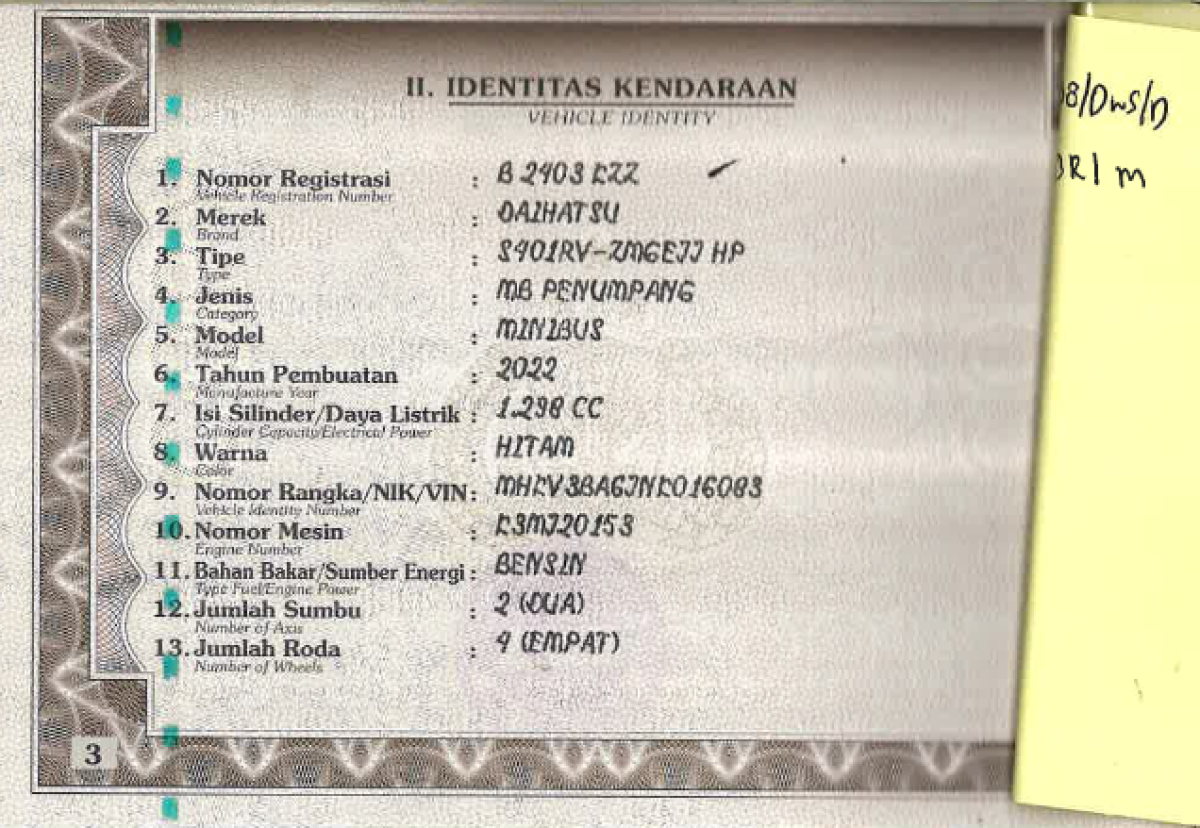 II. IDENTITAS KENDARAAN
VEHICLE IDENTITY
1. Nomor Registrasi : B 2403 KZZ
Vehicle Registration Number
2. Merek : DAIHATSU
Brand
3. Tipe : S401RV-ZMGEJJ HP
Type
4. Jenis : MB PENUMPANG
Category
5. Model : MINIBUS
Model
6. Tahun Pembuatan : 2022
Manufacture Year
7. Isi Silinder/Daya Listrik : 1.298 CC
Cylinder Capacity/Electrical Power
8. Warna : HITAM
Color
9. Nomor Rangka/NIK/VIN : MHKV3BA6JNK016083
Vehicle Identity Number
10. Nomor Mesin : K3MJ20153
Engine Number
11. Bahan Bakar/Sumber Energi : BENSIN
Type Fuel/Engine Power
12. Jumlah Sumbu : 2 (DUA)
Number of Axis
13. Jumlah Roda : 4 (EMPAT)
Number of Wheels
3